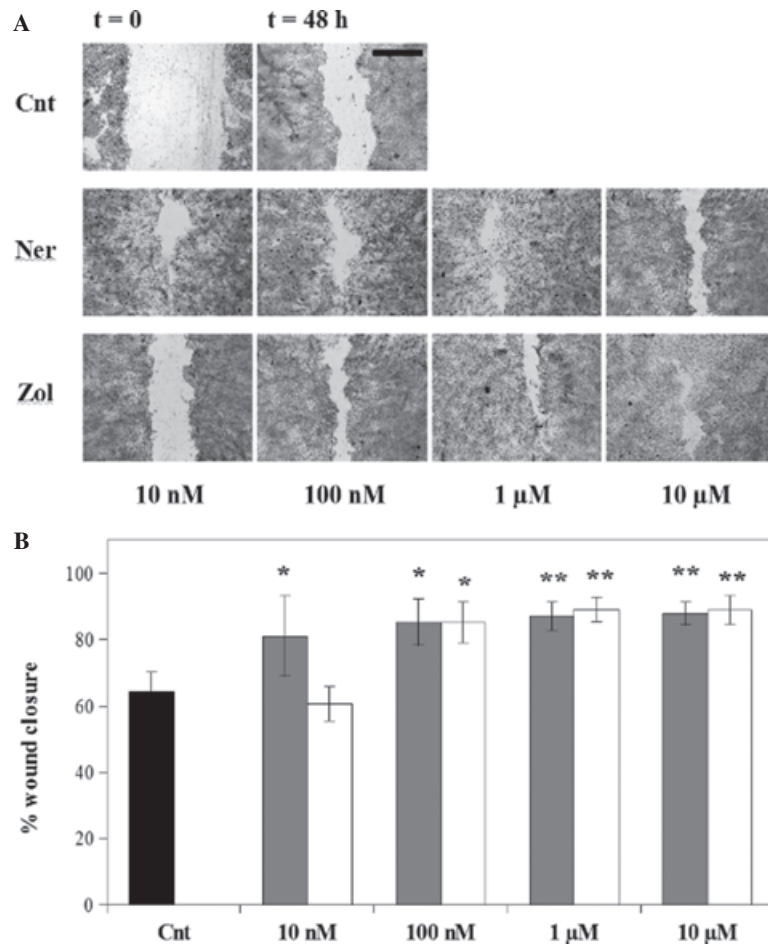 A
t = 0
t = 48 h
Cnt
Ner
Zol
10 nM
100 nM
1 µM
10 µM
B
% wound closure
100
80
60
40
20
0
*
*
*
**
**
**
**
Cnt
10 nM
100 nM
1 µM
10 µM